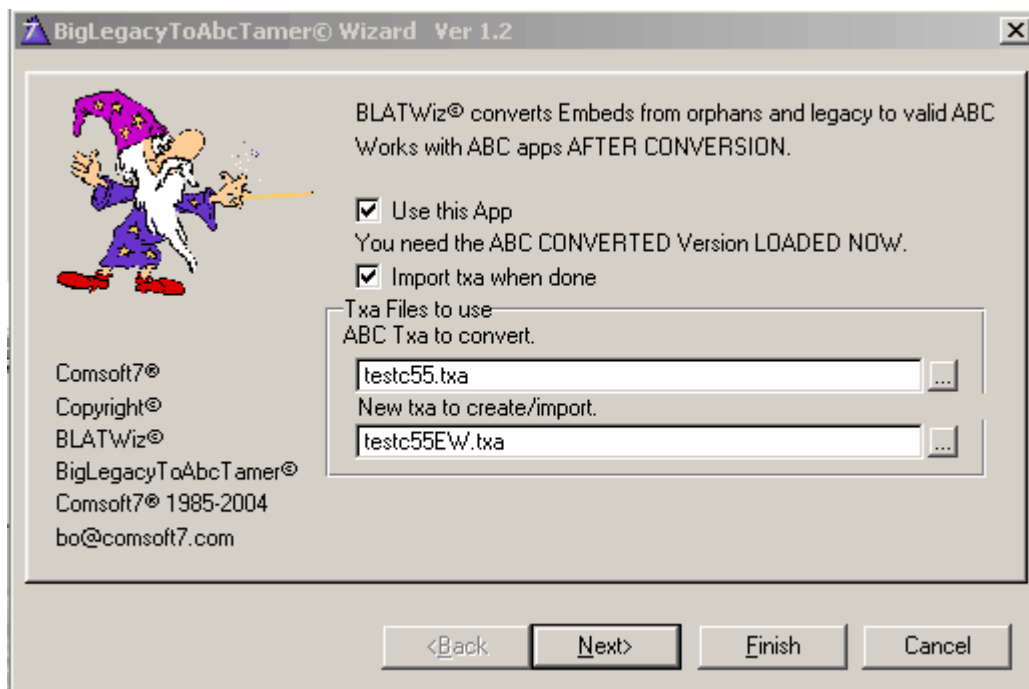 7 BigLegacyToAbcTamer© Wizard Ver 1.2
BLATWiz© converts Embeds from orphans and legacy to valid ABC
Works with ABC apps AFTER CONVERSION.
Use this App
You need the ABC CONVERTED Version LOADED NOW.
Import txa when done
Txa Files to use
ABC Txa to convert.
testc55.txa
...
New txa to create/import.
testc55EW.txa
...
Comsoft7®
Copyright©
BLATWiz©
BigLegacyToAbcTamer©
Comsoft7® 1985-2004
bo@comsoft7.com
<Back
Next>
Finish
Cancel